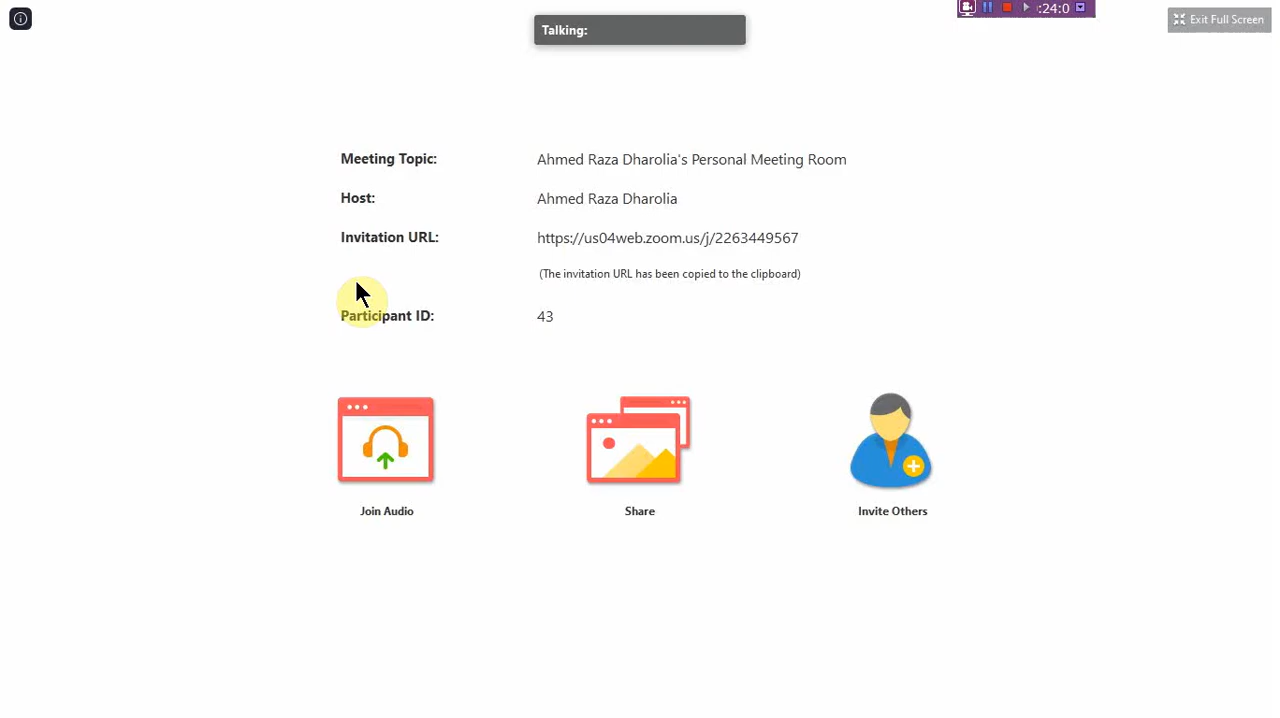 Talking:
:24:0
Exit Full Screen
Meeting Topic: Ahmed Raza Dharolia's Personal Meeting Room
Host: Ahmed Raza Dharolia
Invitation URL: https://us04web.zoom.us/j/2263449567
(The invitation URL has been copied to the clipboard)
Participant ID: 43
Join Audio
Share
Invite Others